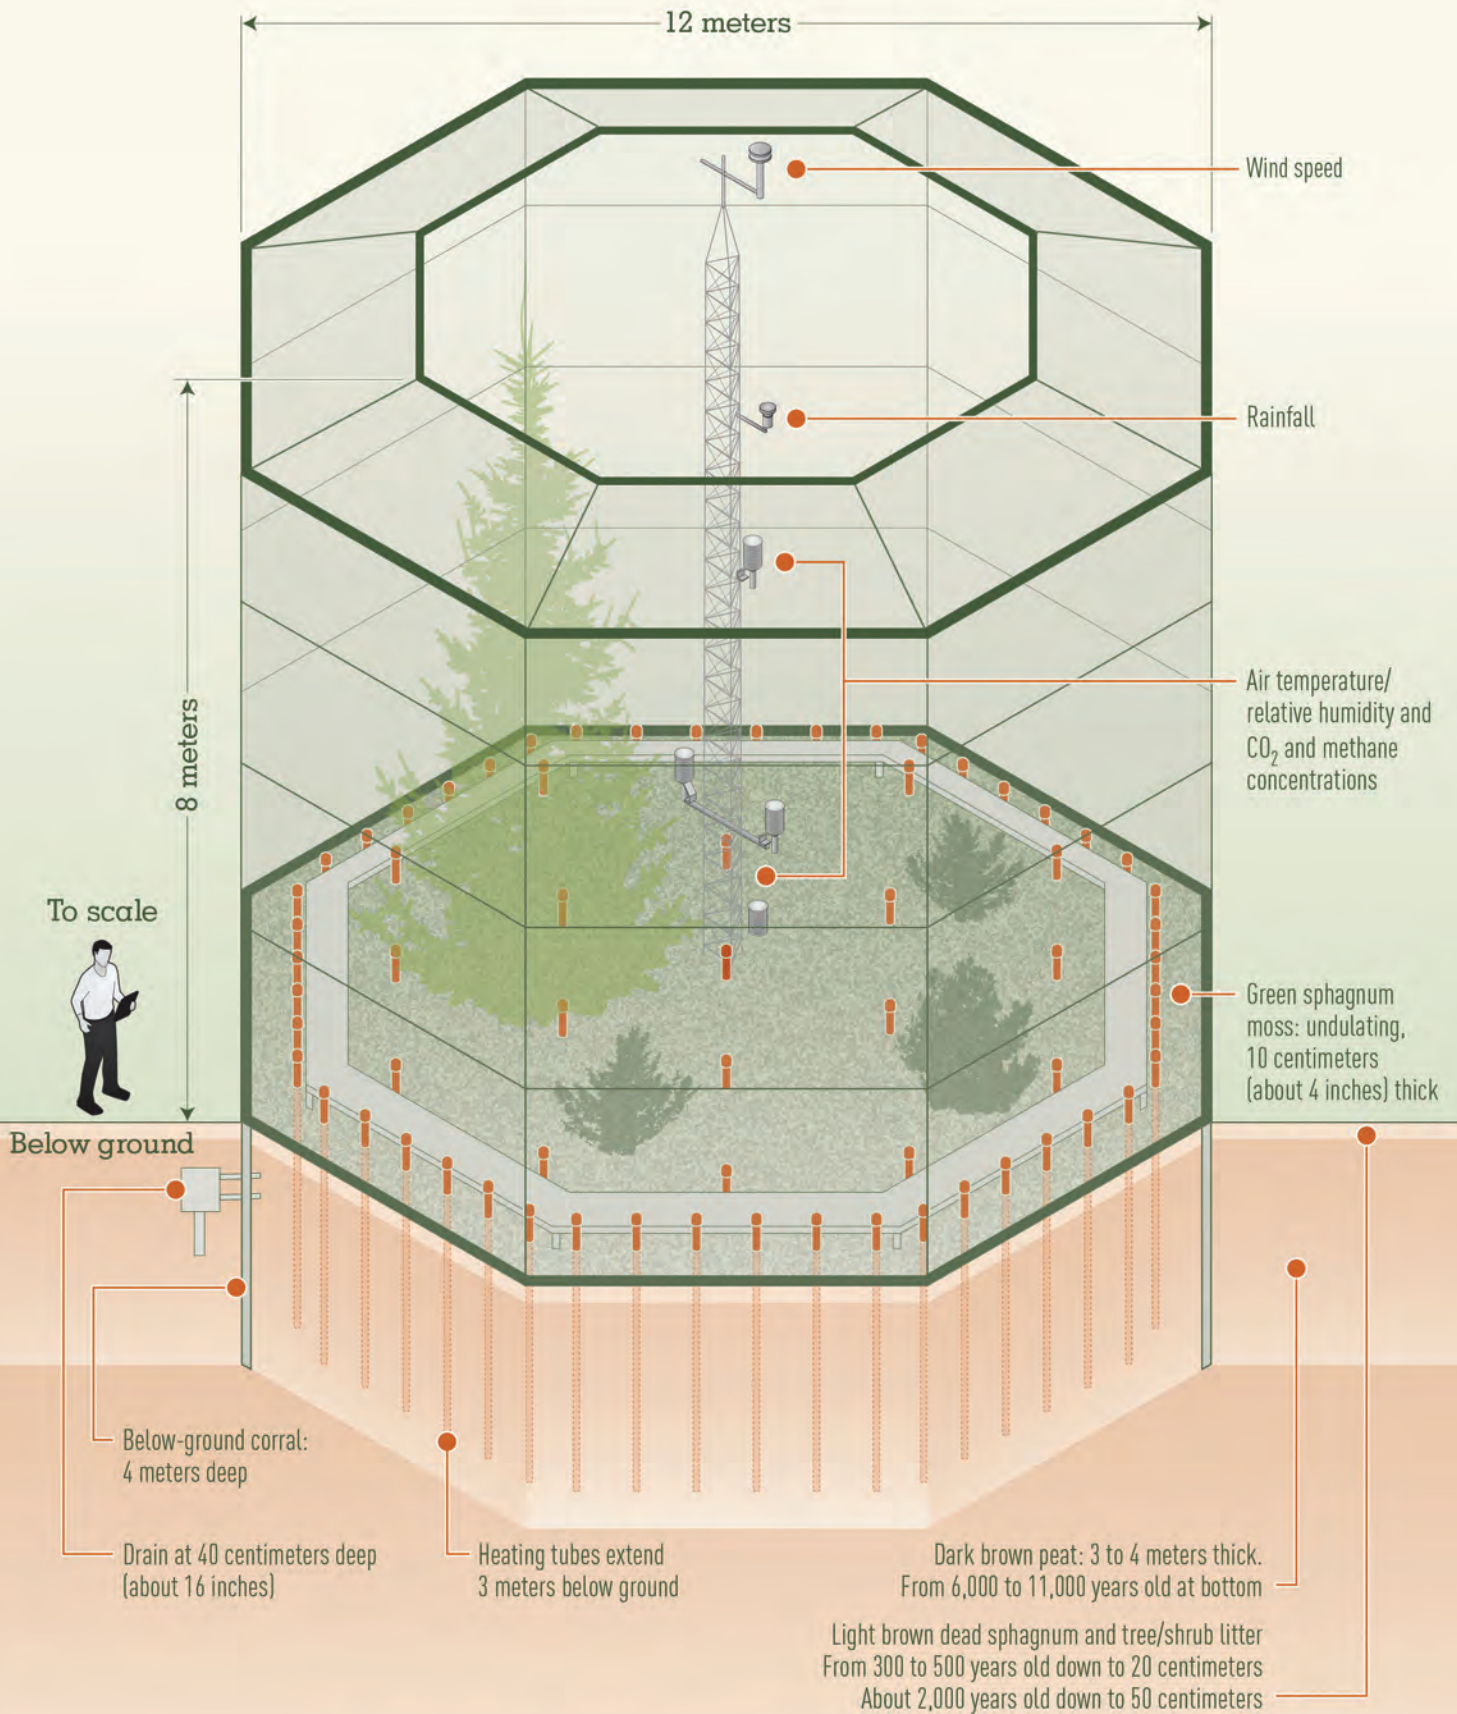 12 meters
Wind speed
Rainfall
Air temperature/
relative humidity and
CO₂ and methane
concentrations
8 meters
To scale
Green sphagnum
moss: undulating,
10 centimeters
(about 4 inches) thick
Below ground
Below-ground corral:
4 meters deep
Drain at 40 centimeters deep
(about 16 inches)
Heating tubes extend
3 meters below ground
Dark brown peat: 3 to 4 meters thick.
From 6,000 to 11,000 years old at bottom
Light brown dead sphagnum and tree/shrub litter
From 300 to 500 years old down to 20 centimeters
About 2,000 years old down to 50 centimeters